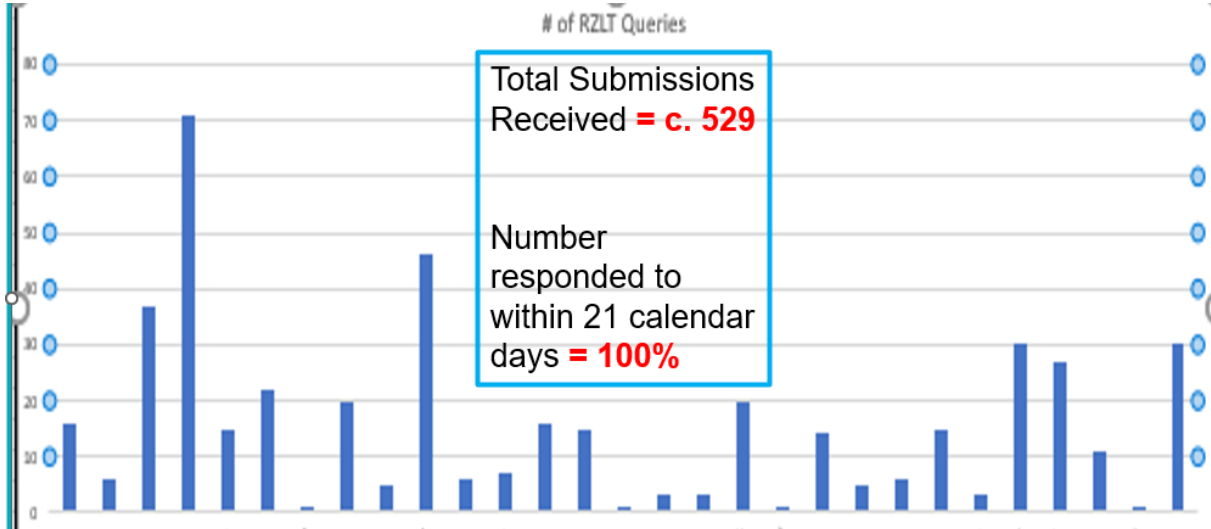 # of RZLT Queries
80
70
60
50
40
30
20
10
0
Total Submissions
Received = c. 529
Number
responded to
within 21 calendar
days = 100%